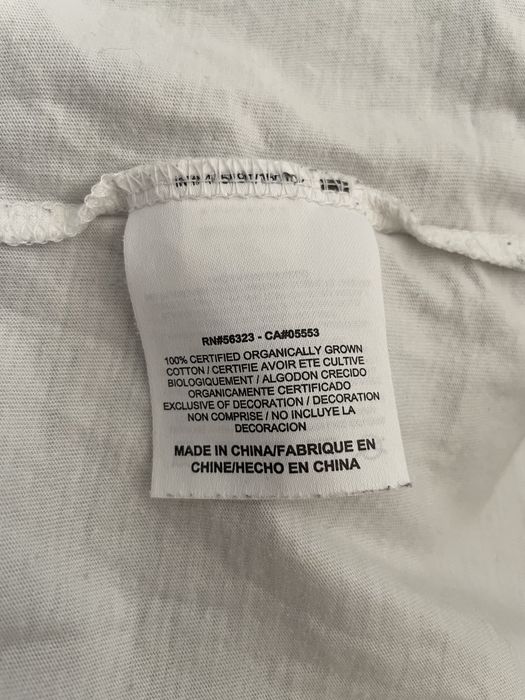 RN#56323 - CA#05553
100% CERTIFIED ORGANICALLY GROWN
COTTON / CERTIFIE AVOIR ETE CULTIVE
BIOLOGIQUEMENT / ALGODON CRECIDO
ORGANICAMENTE CERTIFICADO
EXCLUSIVE OF DECORATION / DECORATION
NON COMPRISE / NO INCLUYE LA
DECORACION
MADE IN CHINA/FABRIQUE EN
CHINE/HECHO EN CHINA